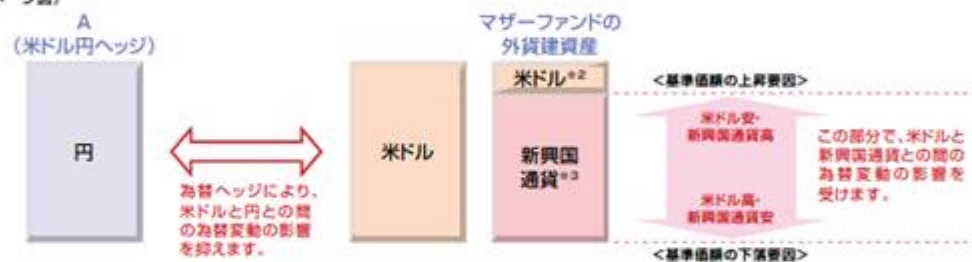 A
(米ドル円ヘッジ)
マザーファンドの
外貨建資産
円
為替ヘッジにより、
米ドルと円との間
の為替変動の影響
を抑えます。
米ドル
米ドル※2
新興国
通貨※3
<基準価額の上昇要因>
米ドル安・
新興国通貨高
米ドル高・
新興国通貨安
<基準価額の下落要因>
この部分で、米ドルと
新興国通貨との間の
為替変動の影響を
受けます。